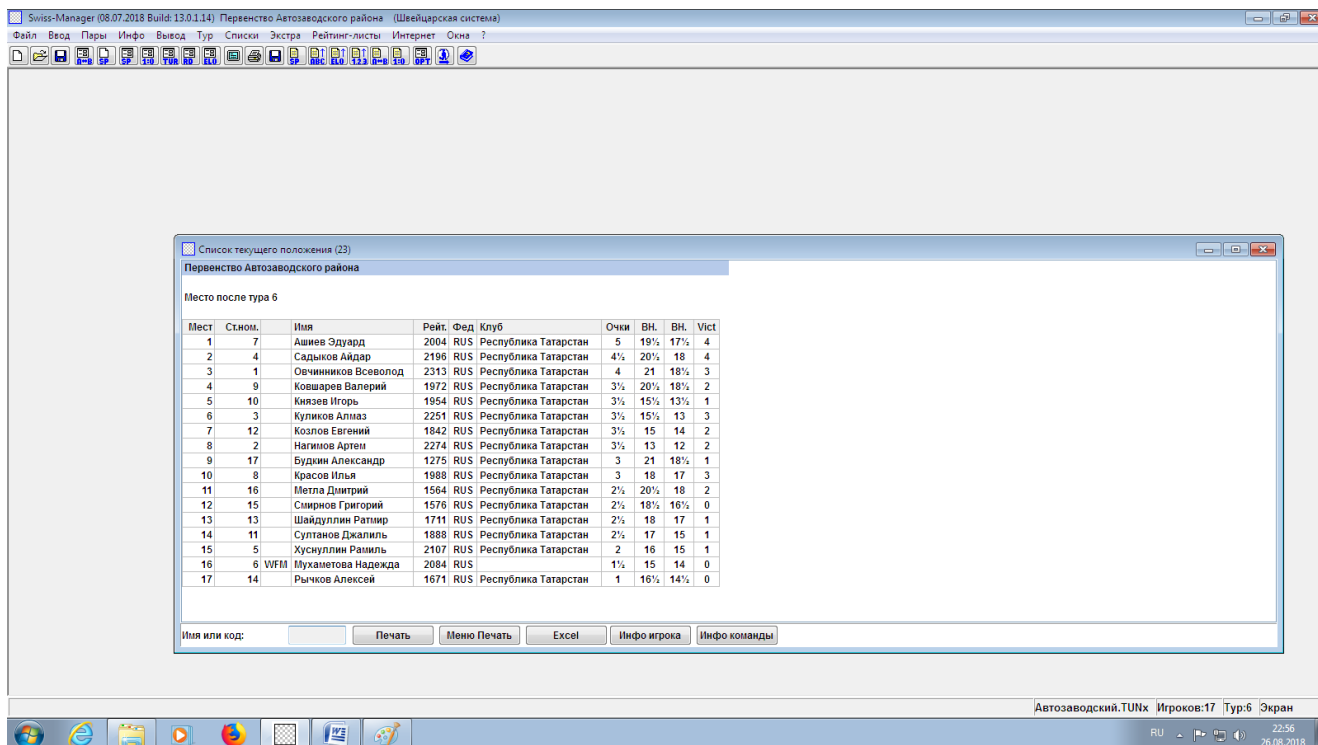 Swiss-Manager (08.07.2018 Build: 13.0.1.14) Первенство Автозаводского района (Швейцарская система)
Файл Ввод Пары Инфо Вывод Тур Списки Экстра Рейтинг-листы Интернет Окна ?
Список текущего положения (23)
Первенство Автозаводского района
Место после тура 6
Мест Ст.ном. Имя Рейт. Фед Клуб Очки ВН. ВН. Vict
1 7 Ашиев Эдуард 2004 RUS Республика Татарстан 5 19½ 17½ 4
2 4 Садыков Айдар 2196 RUS Республика Татарстан 4½ 20½ 18 4
3 1 Овчинников Всеволод 2313 RUS Республика Татарстан 4 21 18½ 3
4 9 Ковшарев Валерий 1972 RUS Республика Татарстан 3½ 20½ 18½ 2
5 10 Князев Игорь 1954 RUS Республика Татарстан 3½ 15½ 13½ 1
6 3 Куликов Алмаз 2251 RUS Республика Татарстан 3½ 15½ 13 3
7 12 Козлов Евгений 1842 RUS Республика Татарстан 3½ 15 14 2
8 2 Нагимов Артем 2274 RUS Республика Татарстан 3½ 13 12 2
9 17 Будкин Александр 1275 RUS Республика Татарстан 3 21 18½ 1
10 8 Красов Илья 1988 RUS Республика Татарстан 3 18 17 3
11 16 Метла Дмитрий 1564 RUS Республика Татарстан 2½ 20½ 18 2
12 15 Смирнов Григорий 1576 RUS Республика Татарстан 2½ 18½ 16½ 0
13 13 Шайдуллин Ратмир 1711 RUS Республика Татарстан 2½ 18 17 1
14 11 Султанов Джалиль 1888 RUS Республика Татарстан 2½ 17 15 1
15 5 Хуснуллин Рамиль 2107 RUS Республика Татарстан 2 16 15 1
16 6 WFM Мухаметова Надежда 2084 RUS 1½ 15 14 0
17 14 Рычков Алексей 1671 RUS Республика Татарстан 1 16½ 14½ 0
Имя или код: Печать Меню Печать Excel Инфо игрока Инфо команды
Автозаводский.TUNx Игроков:17 Тур:6 Экран
RU 22:56
26.08.2018